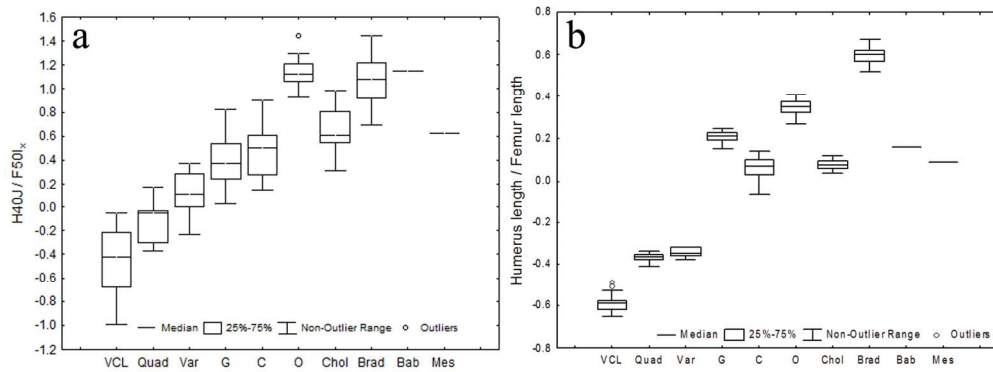 a
1.6
1.4
1.2
1.0
0.8
0.6
0.4
0.2
0.0
-0.2
-0.4
-0.6
-0.8
-1.0
-1.2
H40J / F50Ix
Median 25%-75% Non-Outlier Range Outliers
VCL Quad Var G C O Chol Brad Bab Mes
b
0.8
0.6
0.4
0.2
0.0
-0.4
-0.6
-0.8
Humerus length / Femur length
Median 25%-75% Non-Outlier Range Outliers
VCL Quad Var G C O Chol Brad Bab Mes